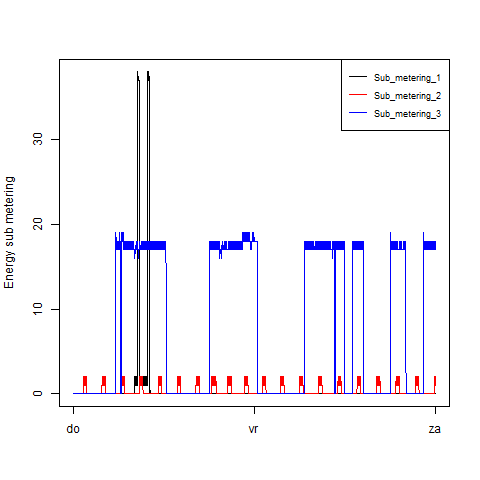 Sub_metering_1
Sub_metering_2
Sub_metering_3
Energy sub metering
30
20
10
0
do vr za